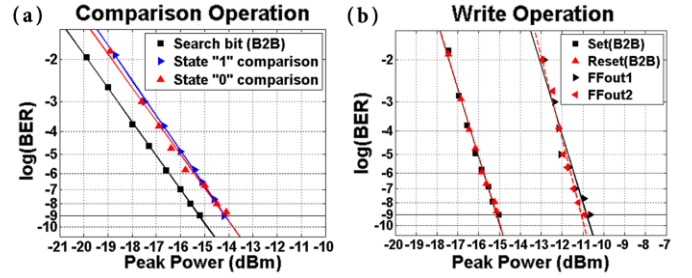 (a) Comparison Operation
Search bit (B2B)
State "1" comparison
State "0" comparison
log(BER)
-2
-3
-4
-5
-6
-7
-8
-9
-10
-21 -20 -19 -18 -17 -16 -15 -14 -13 -12 -11 -10
Peak Power (dBm)
(b) Write Operation
Set(B2B)
Reset(B2B)
FFout1
FFout2
log(BER)
-2
-3
-4
-5
-6
-7
-8
-9
-10
-20 -19 -18 -17 -16 -15 -14 -13 -12 -11 -10 -9 -8 -7
Peak Power (dBm)